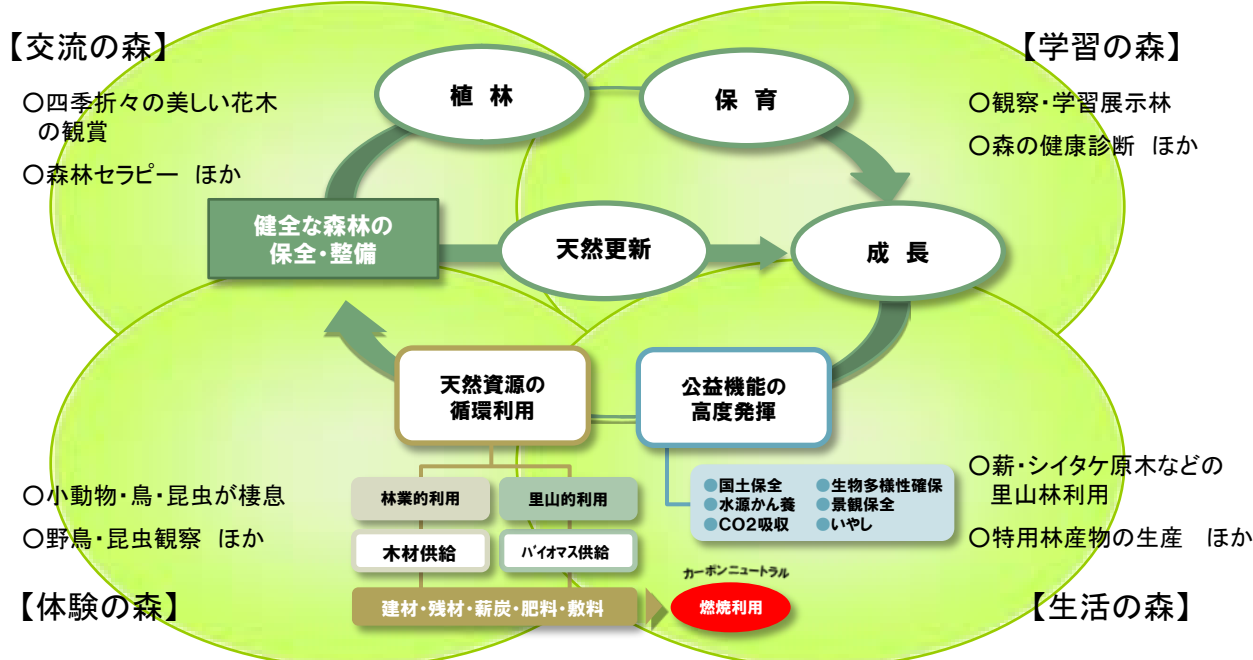 【交流の森】
〇四季折々の美しい花木
の観賞
〇森林セラピー ほか
【学習の森】
〇観察・学習展示林
〇森の健康診断 ほか
植 林
保 育
健全な森林の
保全・整備
天然更新
成 長
天然資源の
循環利用
公益機能の
高度発揮
林業的利用
里山的利用
木材供給
バイオマス供給
建材・残材・薪炭・肥料・敷料
カーボンニュートラル
燃焼利用
●国土保全 ●生物多様性確保
●水源かん養 ●景観保全
●CO2吸収 ●いやし
〇小動物・鳥・昆虫が棲息
〇野鳥・昆虫観察 ほか
【体験の森】
〇薪・シイタケ原木などの
里山林利用
〇特用林産物の生産 ほか
【生活の森】